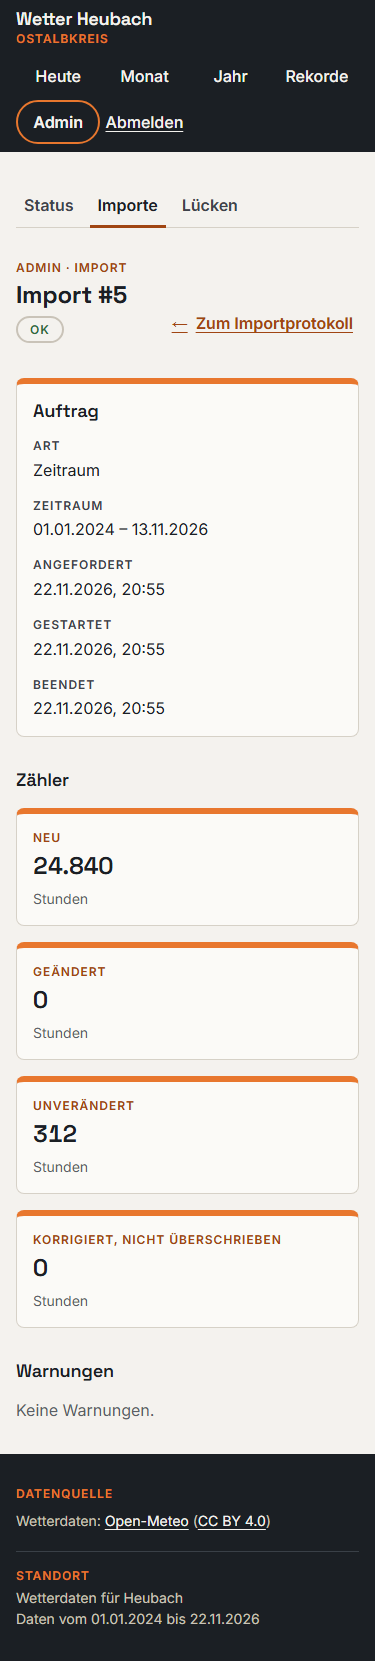 Wetter Heubach
OSTALBKREIS
Heute Monat Jahr Rekorde
Admin Abmelden
Status Importe Lücken
ADMIN · IMPORT
Import #5
OK ← Zum Importprotokoll
Auftrag
ART
Zeitraum
ZEITRAUM
01.01.2024 – 13.11.2026
ANGEFORDERT
22.11.2026, 20:55
GESTARTET
22.11.2026, 20:55
BEENDET
22.11.2026, 20:55
Zähler
NEU
24.840
Stunden
GEÄNDERT
0
Stunden
UNVERÄNDERT
312
Stunden
KORRIGIERT, NICHT ÜBERSCHRIEBEN
0
Stunden
Warnungen
Keine Warnungen.
DATENQUELLE
Wetterdaten: Open-Meteo (CC BY 4.0)
STANDORT
Wetterdaten für Heubach
Daten vom 01.01.2024 bis 22.11.2026